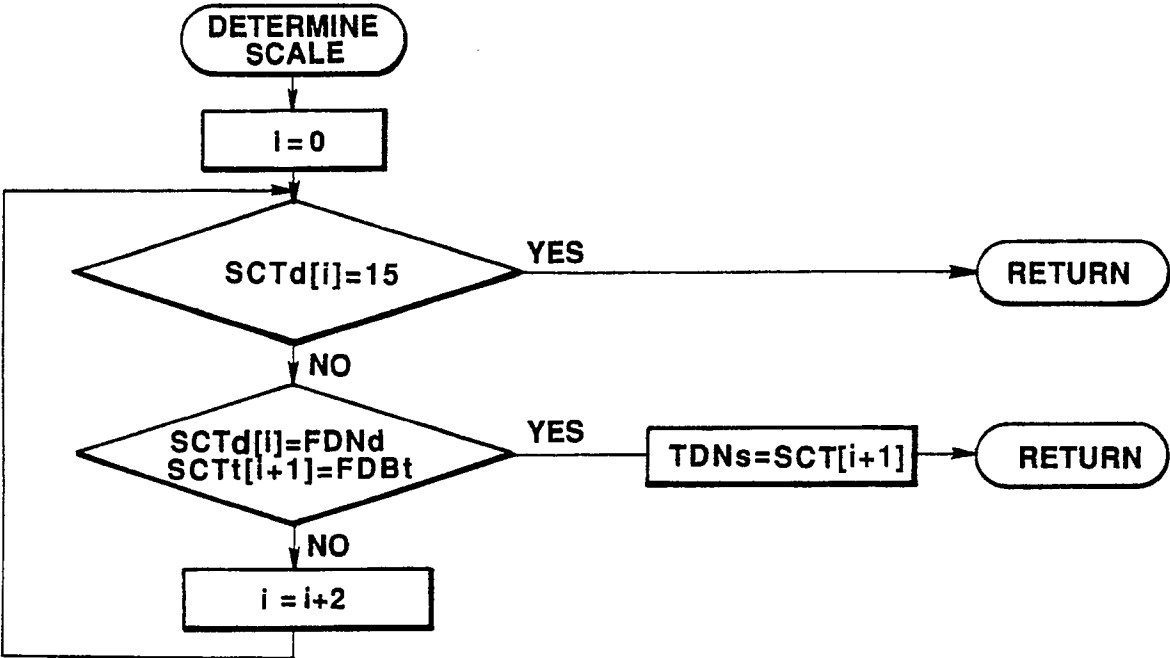 DETERMINE
SCALE
i=0
SCTd[i]=15
YES
RETURN
NO
SCTd[i]=FDNd
SCTt[i+1]=FDBt
YES
TDNs=SCT[i+1]
RETURN
NO
i=i+2